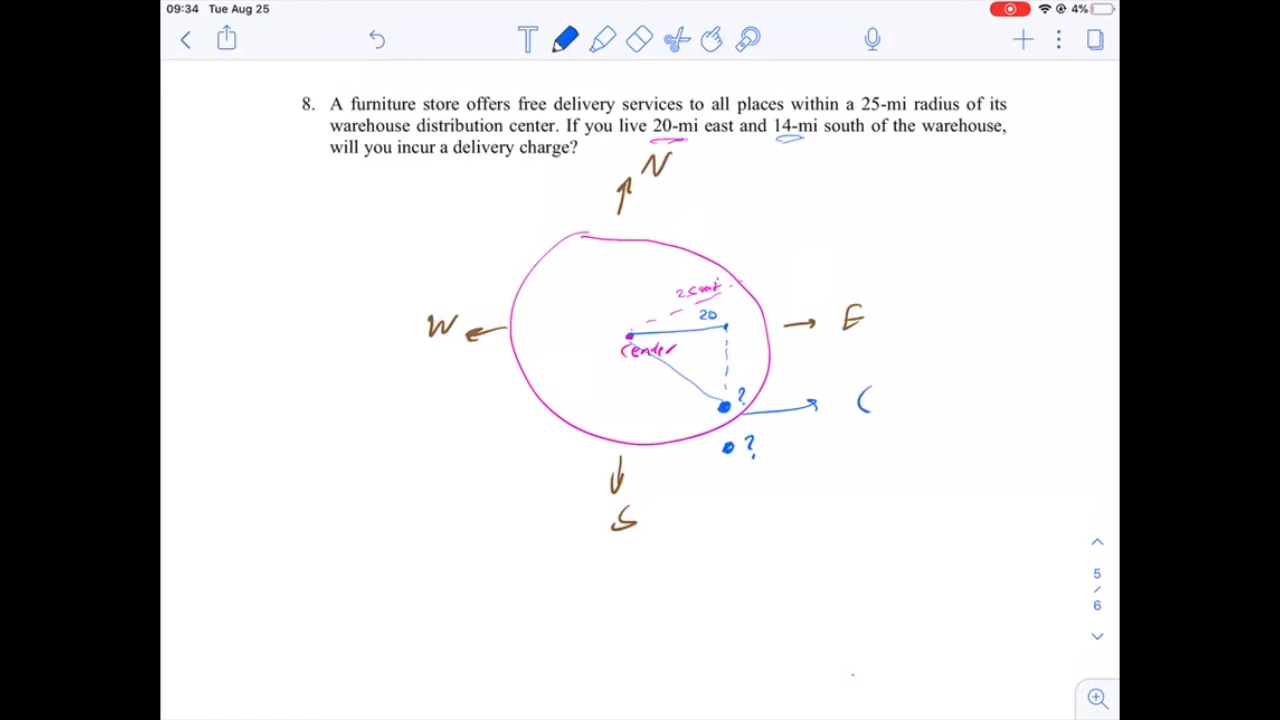 09:34 Tue Aug 25
4%
T
8. A furniture store offers free delivery services to all places within a 25-mi radius of its
warehouse distribution center. If you live 20-mi east and 14-mi south of the warehouse,
will you incur a delivery charge?
N
25mi
20
W
E
center
?
(
?
S
5
/
6